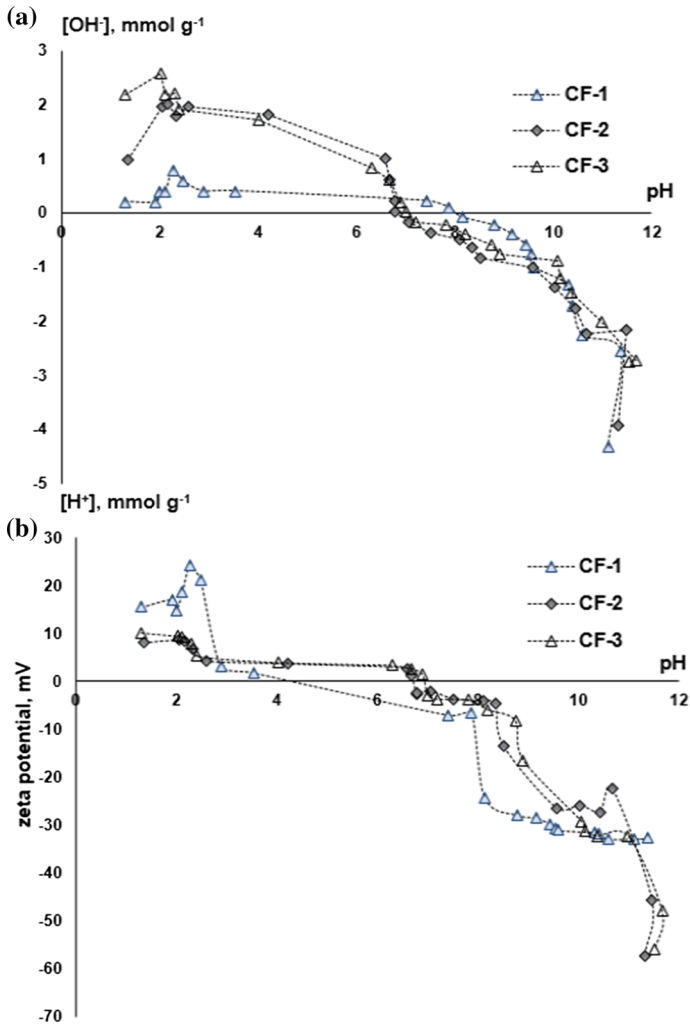 (a)
[OH-], mmol g-1
3
2
1
0
-1
-2
-3
-4
-5
0 2 4 6 8 10 12
pH
CF-1
CF-2
CF-3
[H+], mmol g-1
(b)
30
20
10
0
-10
-20
-30
-40
-50
-60
-70
0 2 4 6 8 10 12
pH
zeta potential, mV
CF-1
CF-2
CF-3